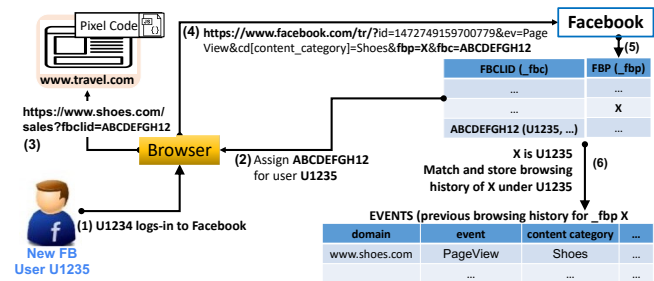 Pixel Code
JS
{}
www.travel.com
(4) https://www.facebook.com/tr/?id=1472749159700779&ev=Page
View&cd[content_category]=Shoes&fbp=X&fbc=ABCDEFGH12
Facebook
(5)
FBCLID (_fbc) FBP (_fbp)
... ...
... X
ABCDEFGH12 (U1235, ...) ...
https://www.shoes.com/
sales?fbclid=ABCDEFGH12
(3)
Browser
(2) Assign ABCDEFGH12
for user U1235
X is U1235
Match and store browsing
history of X under U1235
(6)
f
(1) U1234 logs-in to Facebook
New FB
User U1235
EVENTS (previous browsing history for _fbp X
domain event content category ...
www.shoes.com PageView Shoes ...
... ...